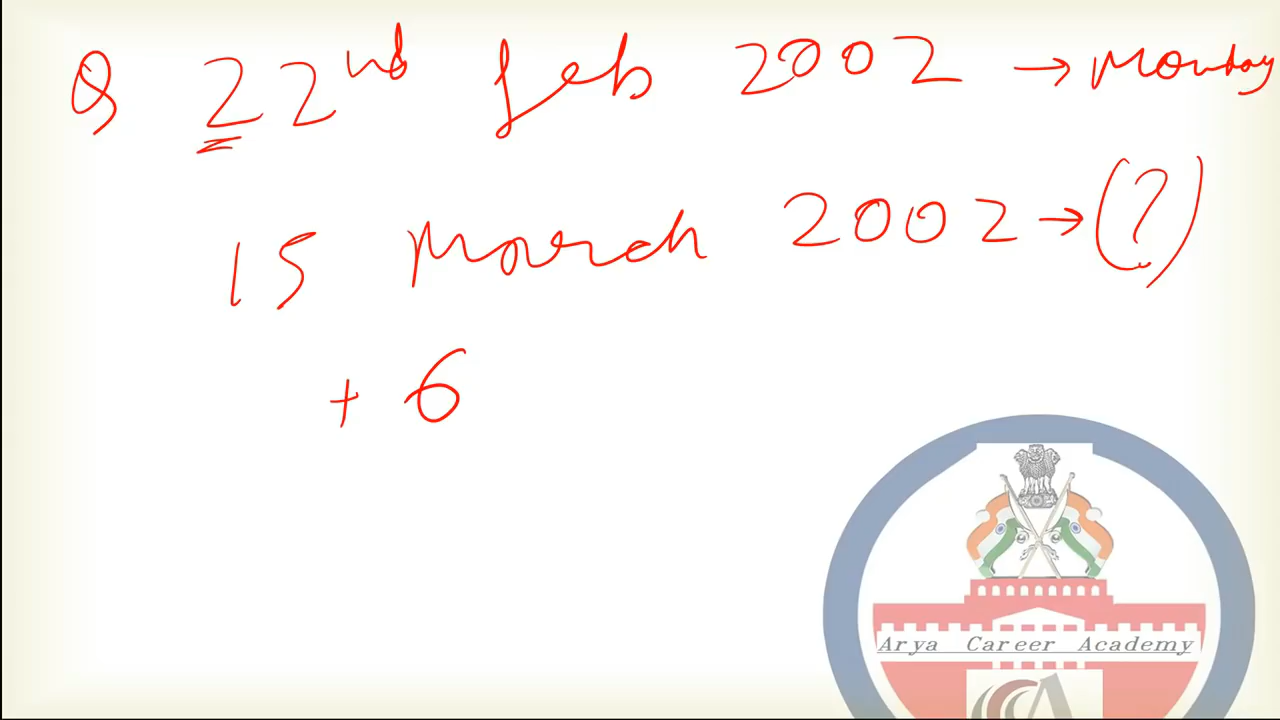 Q 22nd Feb 2002 → Monday
15 March 2002 → (?)
+ 6
Arya Career Academy